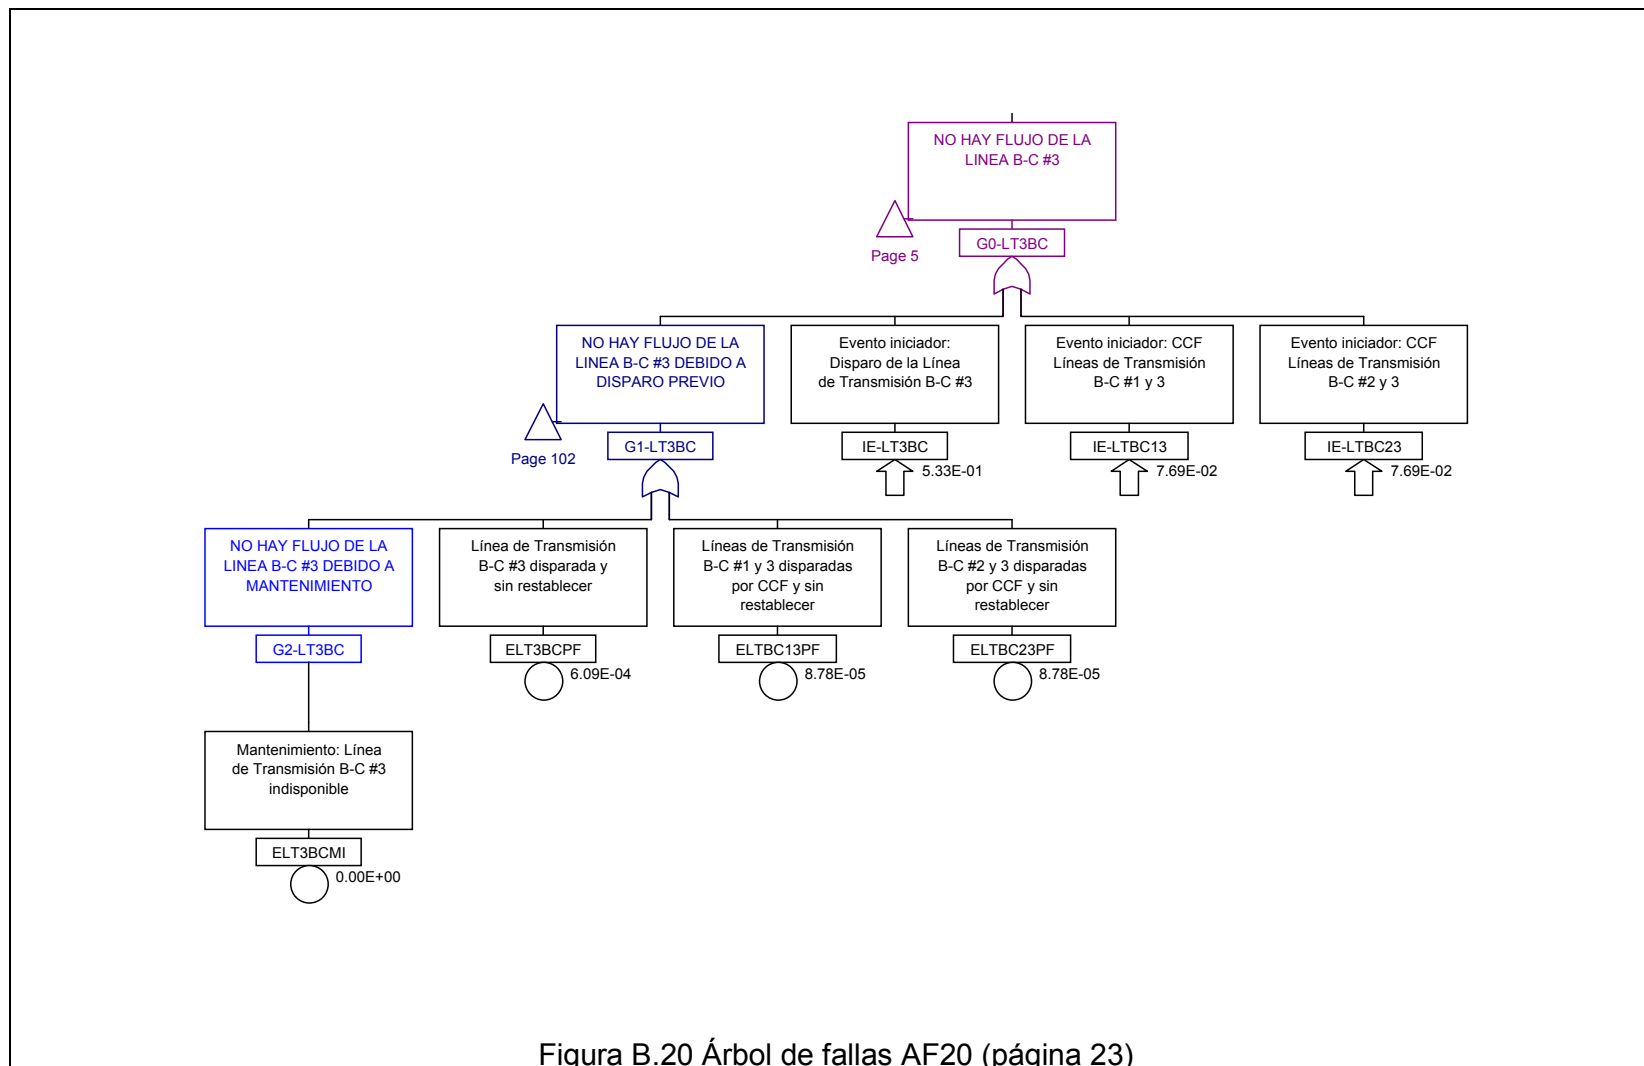 NO HAY FLUJO DE LA
LINEA B-C #3
Page 5
G0-LT3BC
NO HAY FLUJO DE LA
LINEA B-C #3 DEBIDO A
DISPARO PREVIO
Page 102
G1-LT3BC
Evento iniciador:
Disparo de la Línea
de Transmisión B-C #3
IE-LT3BC
5.33E-01
Evento iniciador: CCF
Líneas de Transmisión
B-C #1 y 3
IE-LTBC13
7.69E-02
Evento iniciador: CCF
Líneas de Transmisión
B-C #2 y 3
IE-LTBC23
7.69E-02
NO HAY FLUJO DE LA
LINEA B-C #3 DEBIDO A
MANTENIMIENTO
G2-LT3BC
Línea de Transmisión
B-C #3 disparada y
sin restablecer
ELT3BCPF
6.09E-04
Líneas de Transmisión
B-C #1 y 3 disparadas
por CCF y sin
restablecer
ELTBC13PF
8.78E-05
Líneas de Transmisión
B-C #2 y 3 disparadas
por CCF y sin
restablecer
ELTBC23PF
8.78E-05
Mantenimiento: Línea
de Transmisión B-C #3
indisponible
ELT3BCMI
0.00E+00
Figura B.20 Árbol de fallas AF20 (página 23)